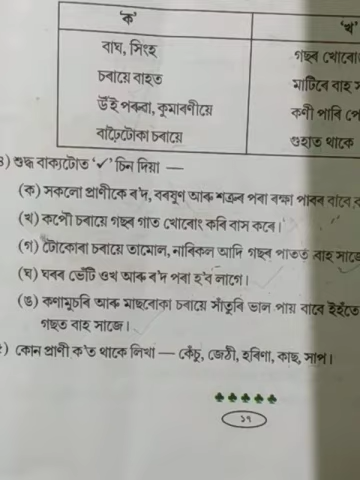 'ক' 'খ'
বাঘ, সিংহ গছৰ খোৰোং
চৰায়ে বাহত মাটিৰে বাহ স
উঁই পৰুৱা, কুমাৰণীয়ে কণী পাৰি পো
বাঢ়ৈটোকা চৰায়ে গুহাত থাকে
৪) শুদ্ধ বাক্যটোত '✓' চিন দিয়া —
(ক) সকলো প্ৰাণীকে ৰ'দ, বৰষুণ আৰু শত্ৰুৰ পৰা ৰক্ষা পাবৰ বাবে
(খ) কপৌ চৰায়ে গছৰ গাত খোৰোং কৰি বাস কৰে।
(গ) টোকোৰা চৰায়ে তামোল, নাৰিকল আদি গছৰ পাতত বাহ সাজে
(ঘ) ঘৰৰ ভেঁটি ওখ আৰু ৰ'দ পৰা হ'ব লাগে।
(ঙ) কণামুচৰি আৰু মাছৰোকা চৰায়ে সাঁতুৰি ভাল পায় বাবে ইহঁতে
গছত বাহ সাজে।
) কোন প্ৰাণী ক'ত থাকে লিখা — কেঁচু, জেঠী, হৰিণা, কাছ, সাপ।
১৭